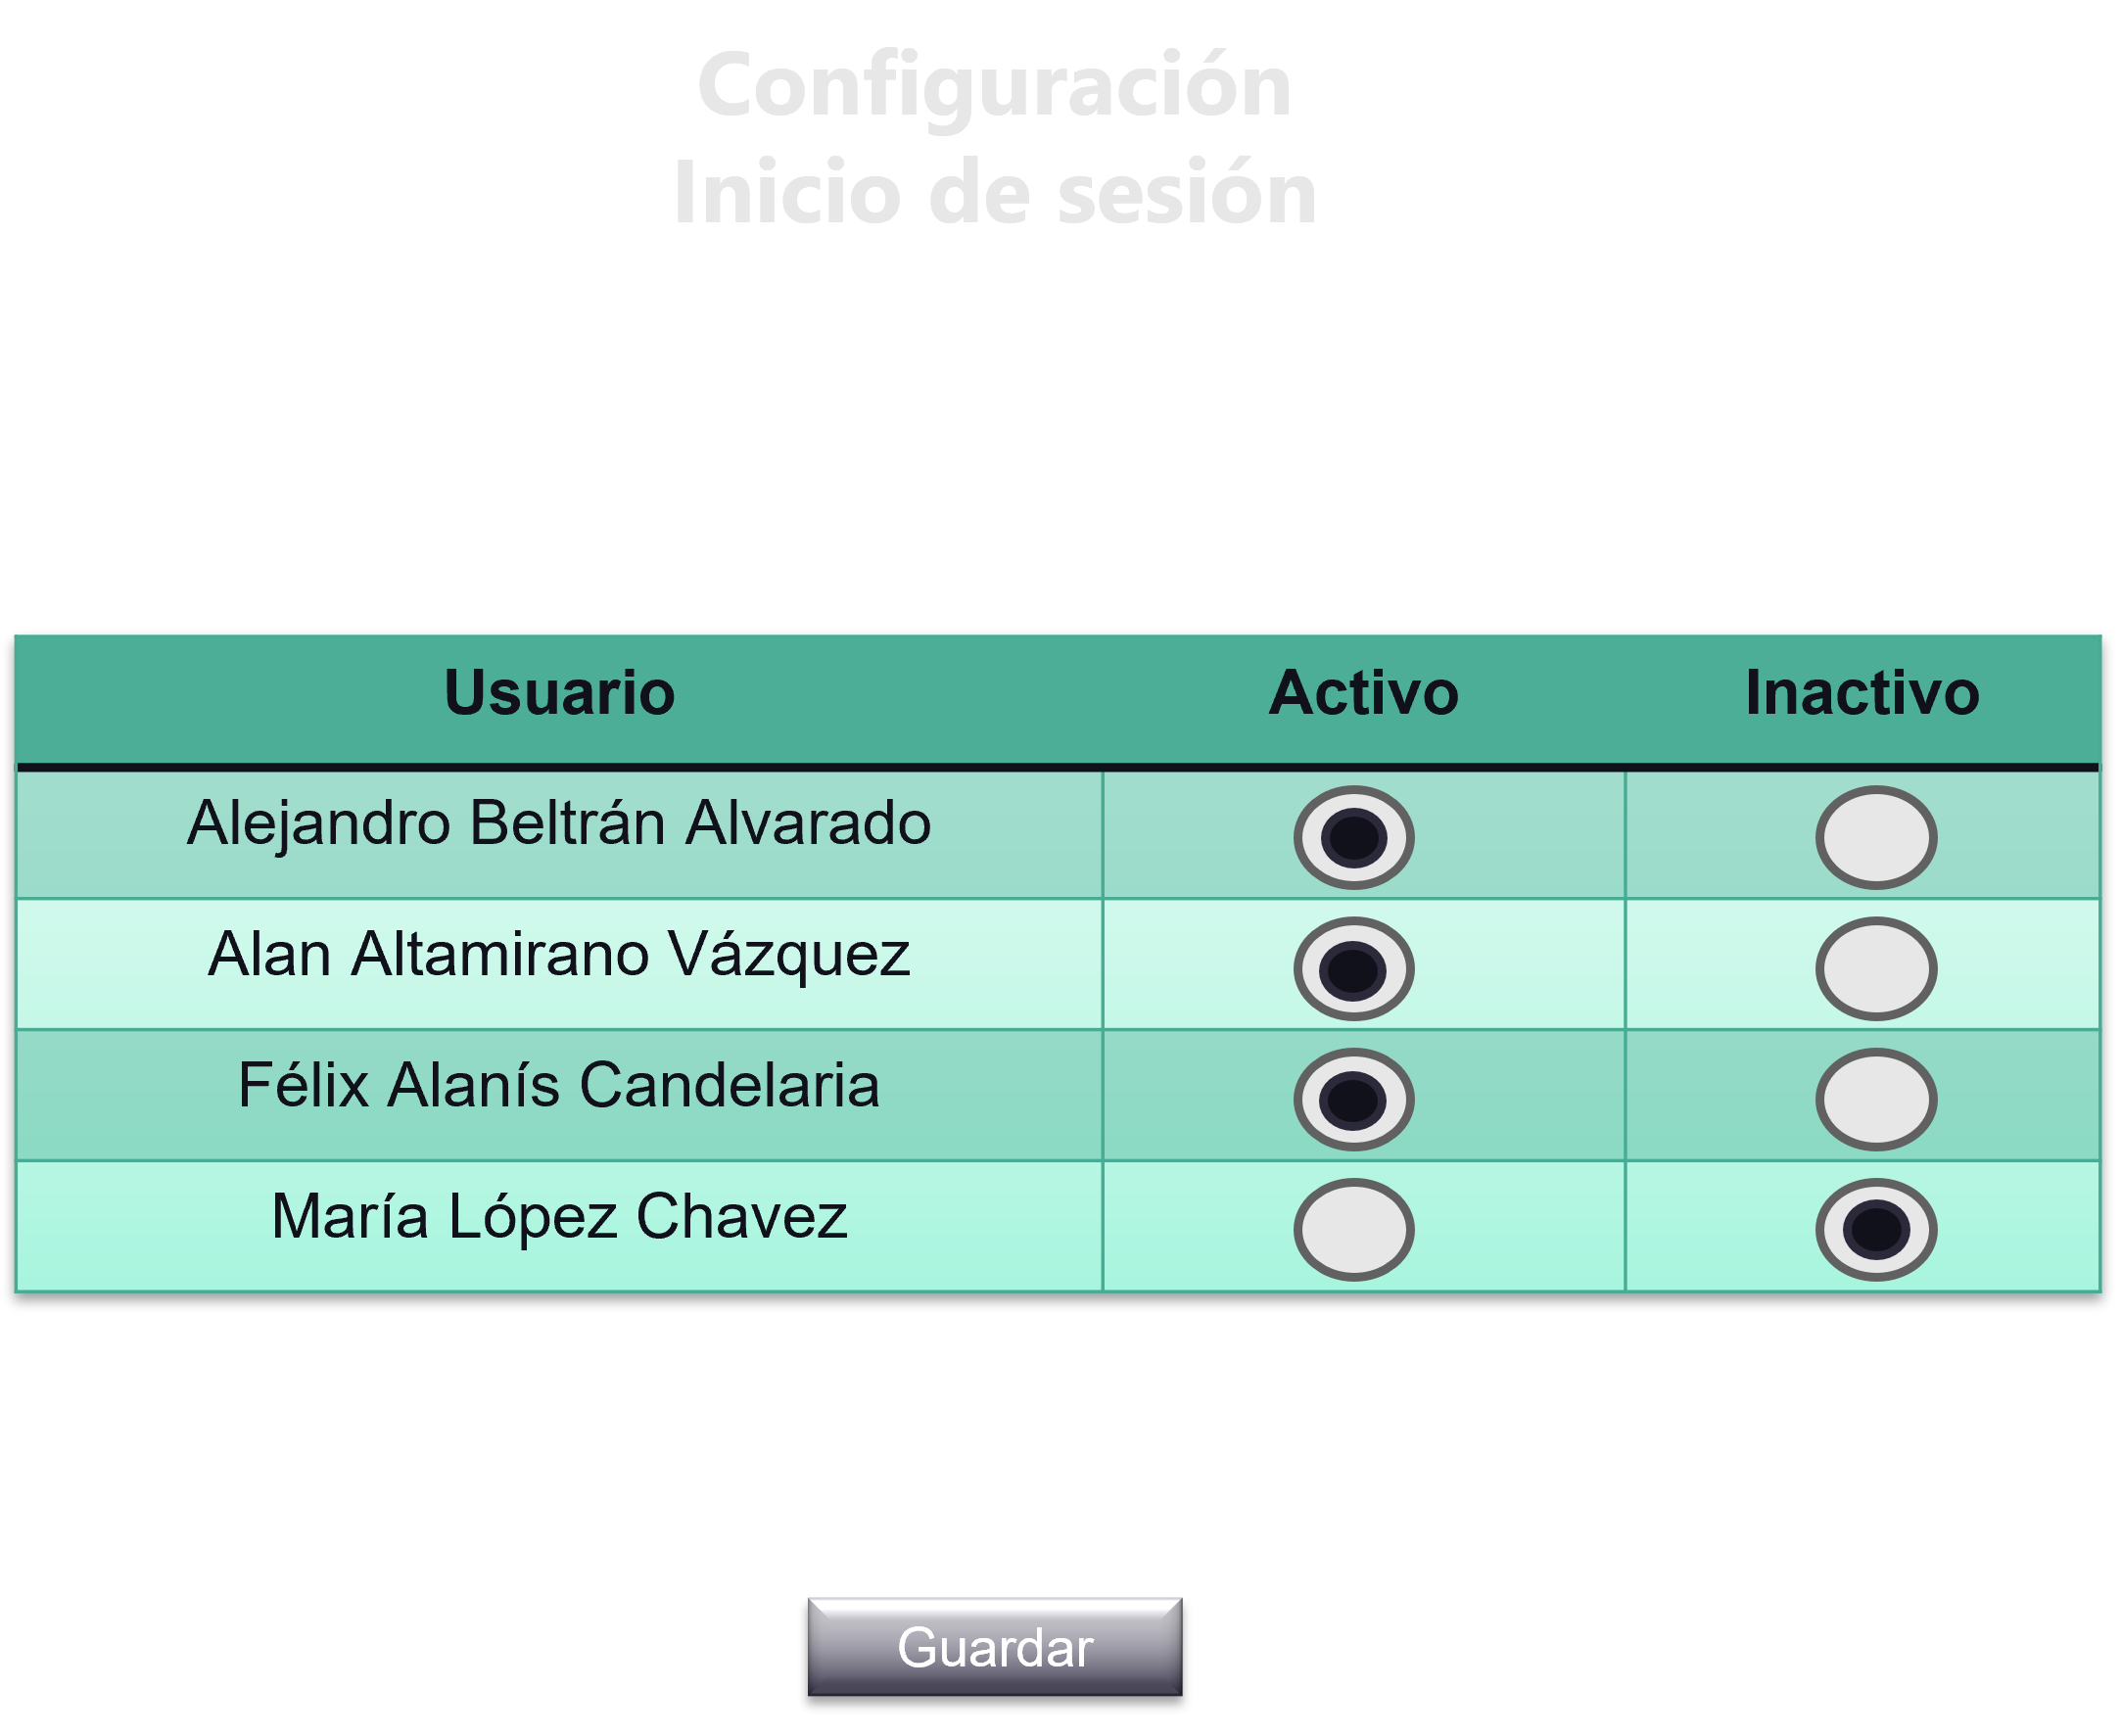 Configuración
Inicio de sesión
Usuario Activo Inactivo
Alejandro Beltrán Alvarado
Alan Altamirano Vázquez
Félix Alanís Candelaria
María López Chavez
Guardar